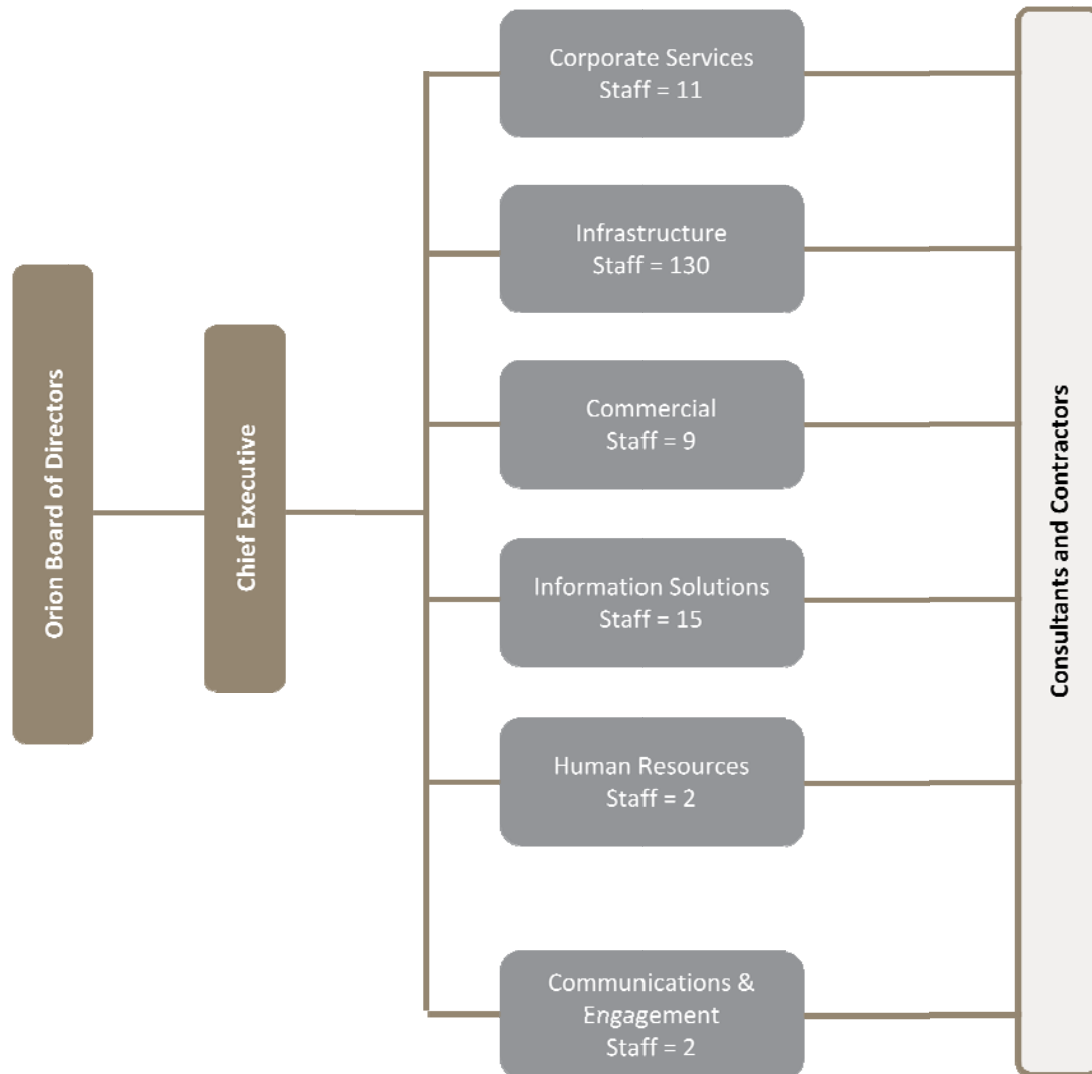 Orion Board of Directors
Chief Executive
Corporate Services
Staff = 11
Infrastructure
Staff = 130
Commercial
Staff = 9
Information Solutions
Staff = 15
Human Resources
Staff = 2
Communications &
Engagement
Staff = 2
Consultants and Contractors